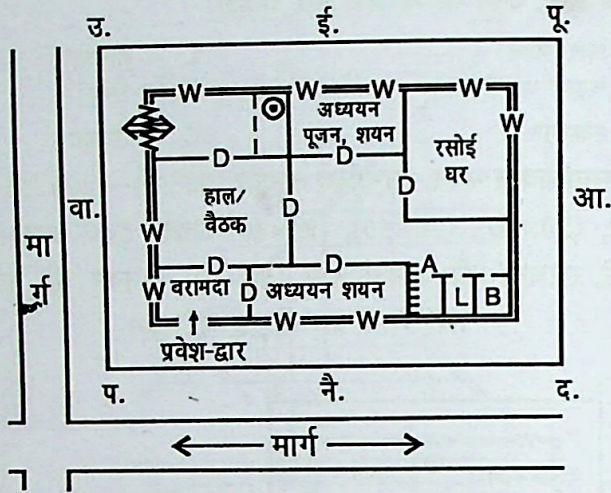 उ. ई. पू.
W W W W
अध्ययन
पूजन, शयन
W
रसोई
घर
D D
D
हाल/
वैठक
D
वा.
आ.
मा
र्ग
W
D D A
W
वरामदा
D
अध्ययन शयन
L B
W W
प्रवेश-द्वार
प. नै. द.
मार्ग